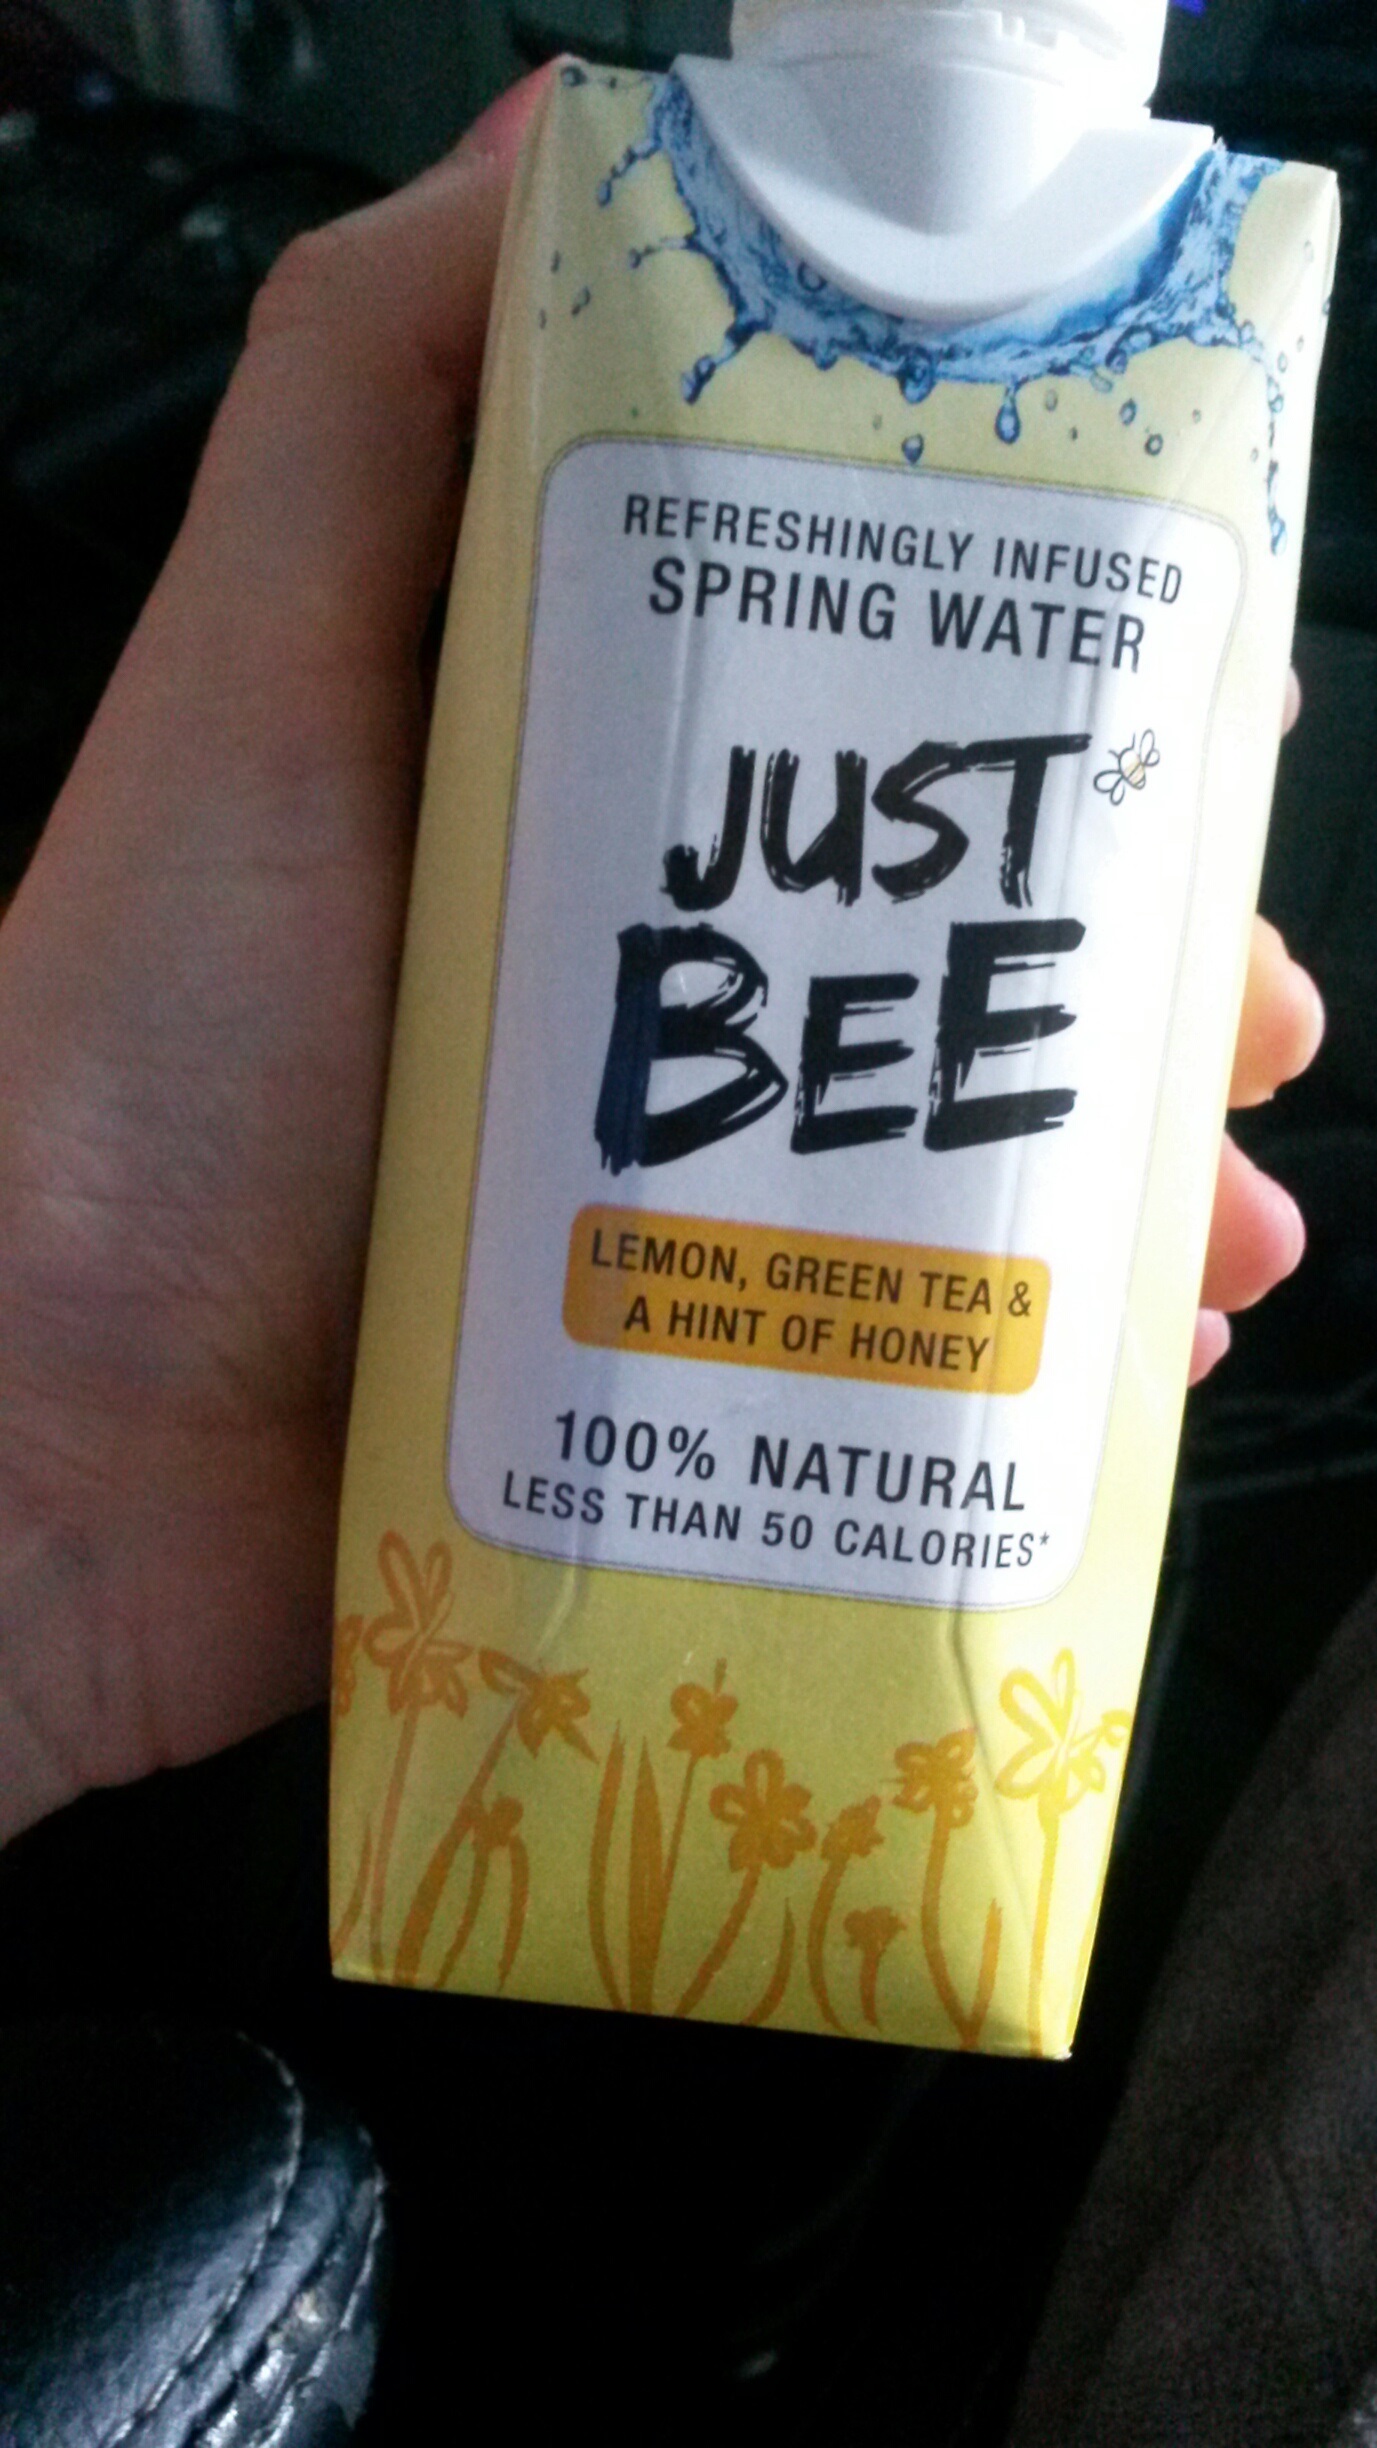 REFRESHINGLY INFUSED
SPRING WATER
JUST
BEE
LEMON, GREEN TEA &
A HINT OF HONEY
100% NATURAL
LESS THAN 50 CALORIES*